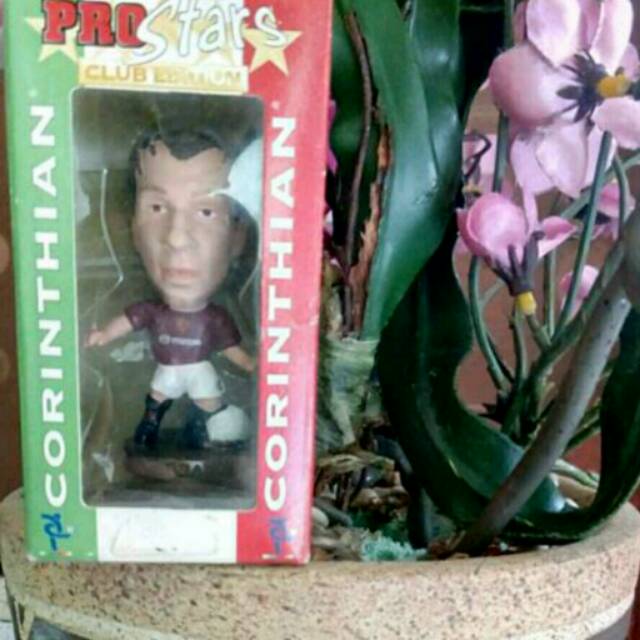 PRO Stars
CLUB EDITION
CORINTHIAN
CORINTHIAN